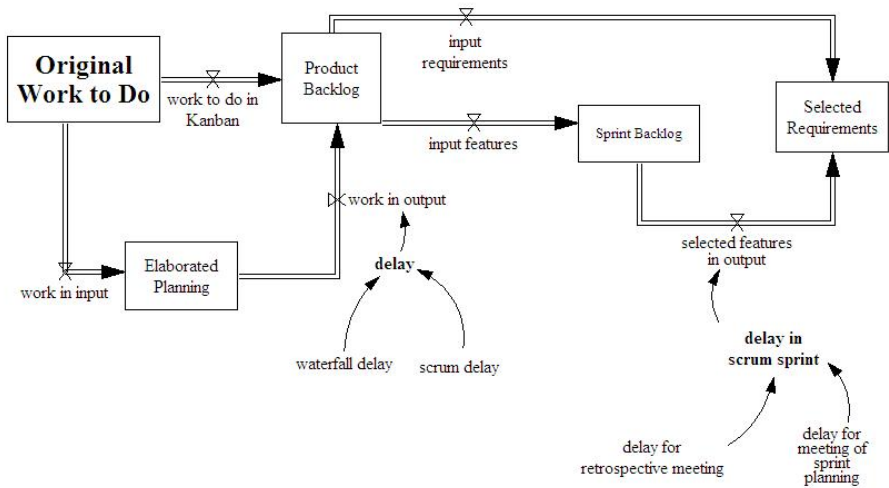 Original
Work to Do
work to do in
Kanban
Product
Backlog
input
requirements
input features
Sprint Backlog
Selected
Requirements
work in input
Elaborated
Planning
work in output
delay
waterfall delay
scrum delay
selected features
in output
delay in
scrum sprint
delay for
retrospective meeting
delay for
meeting of
sprint
planning